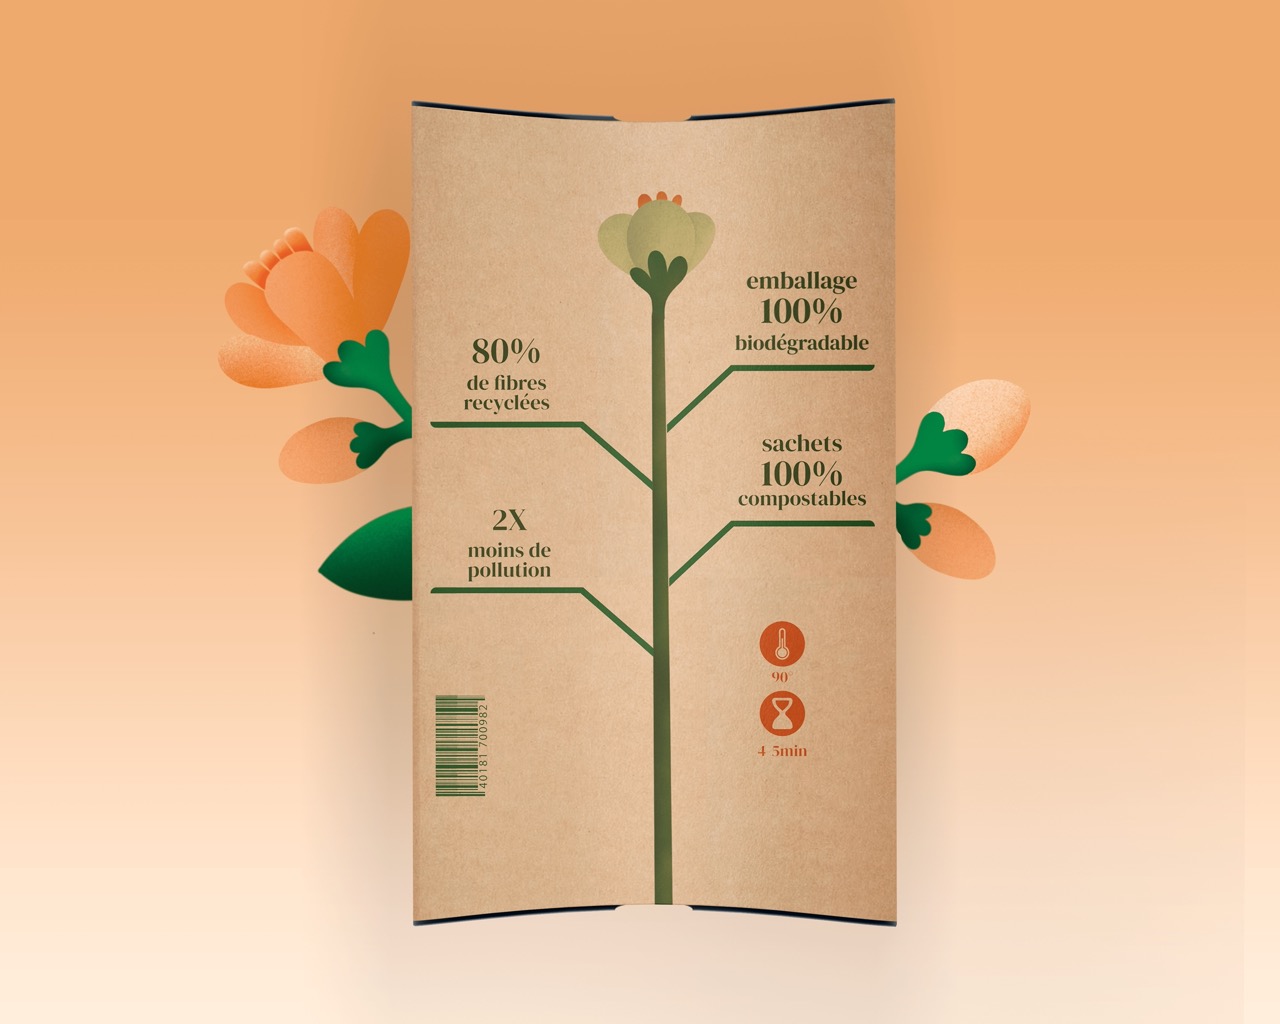 emballage
100%
biodégradable
80%
de fibres
recyclées
sachets
100%
compostables
2X
moins de
pollution
90°
4-5min
40181 700982